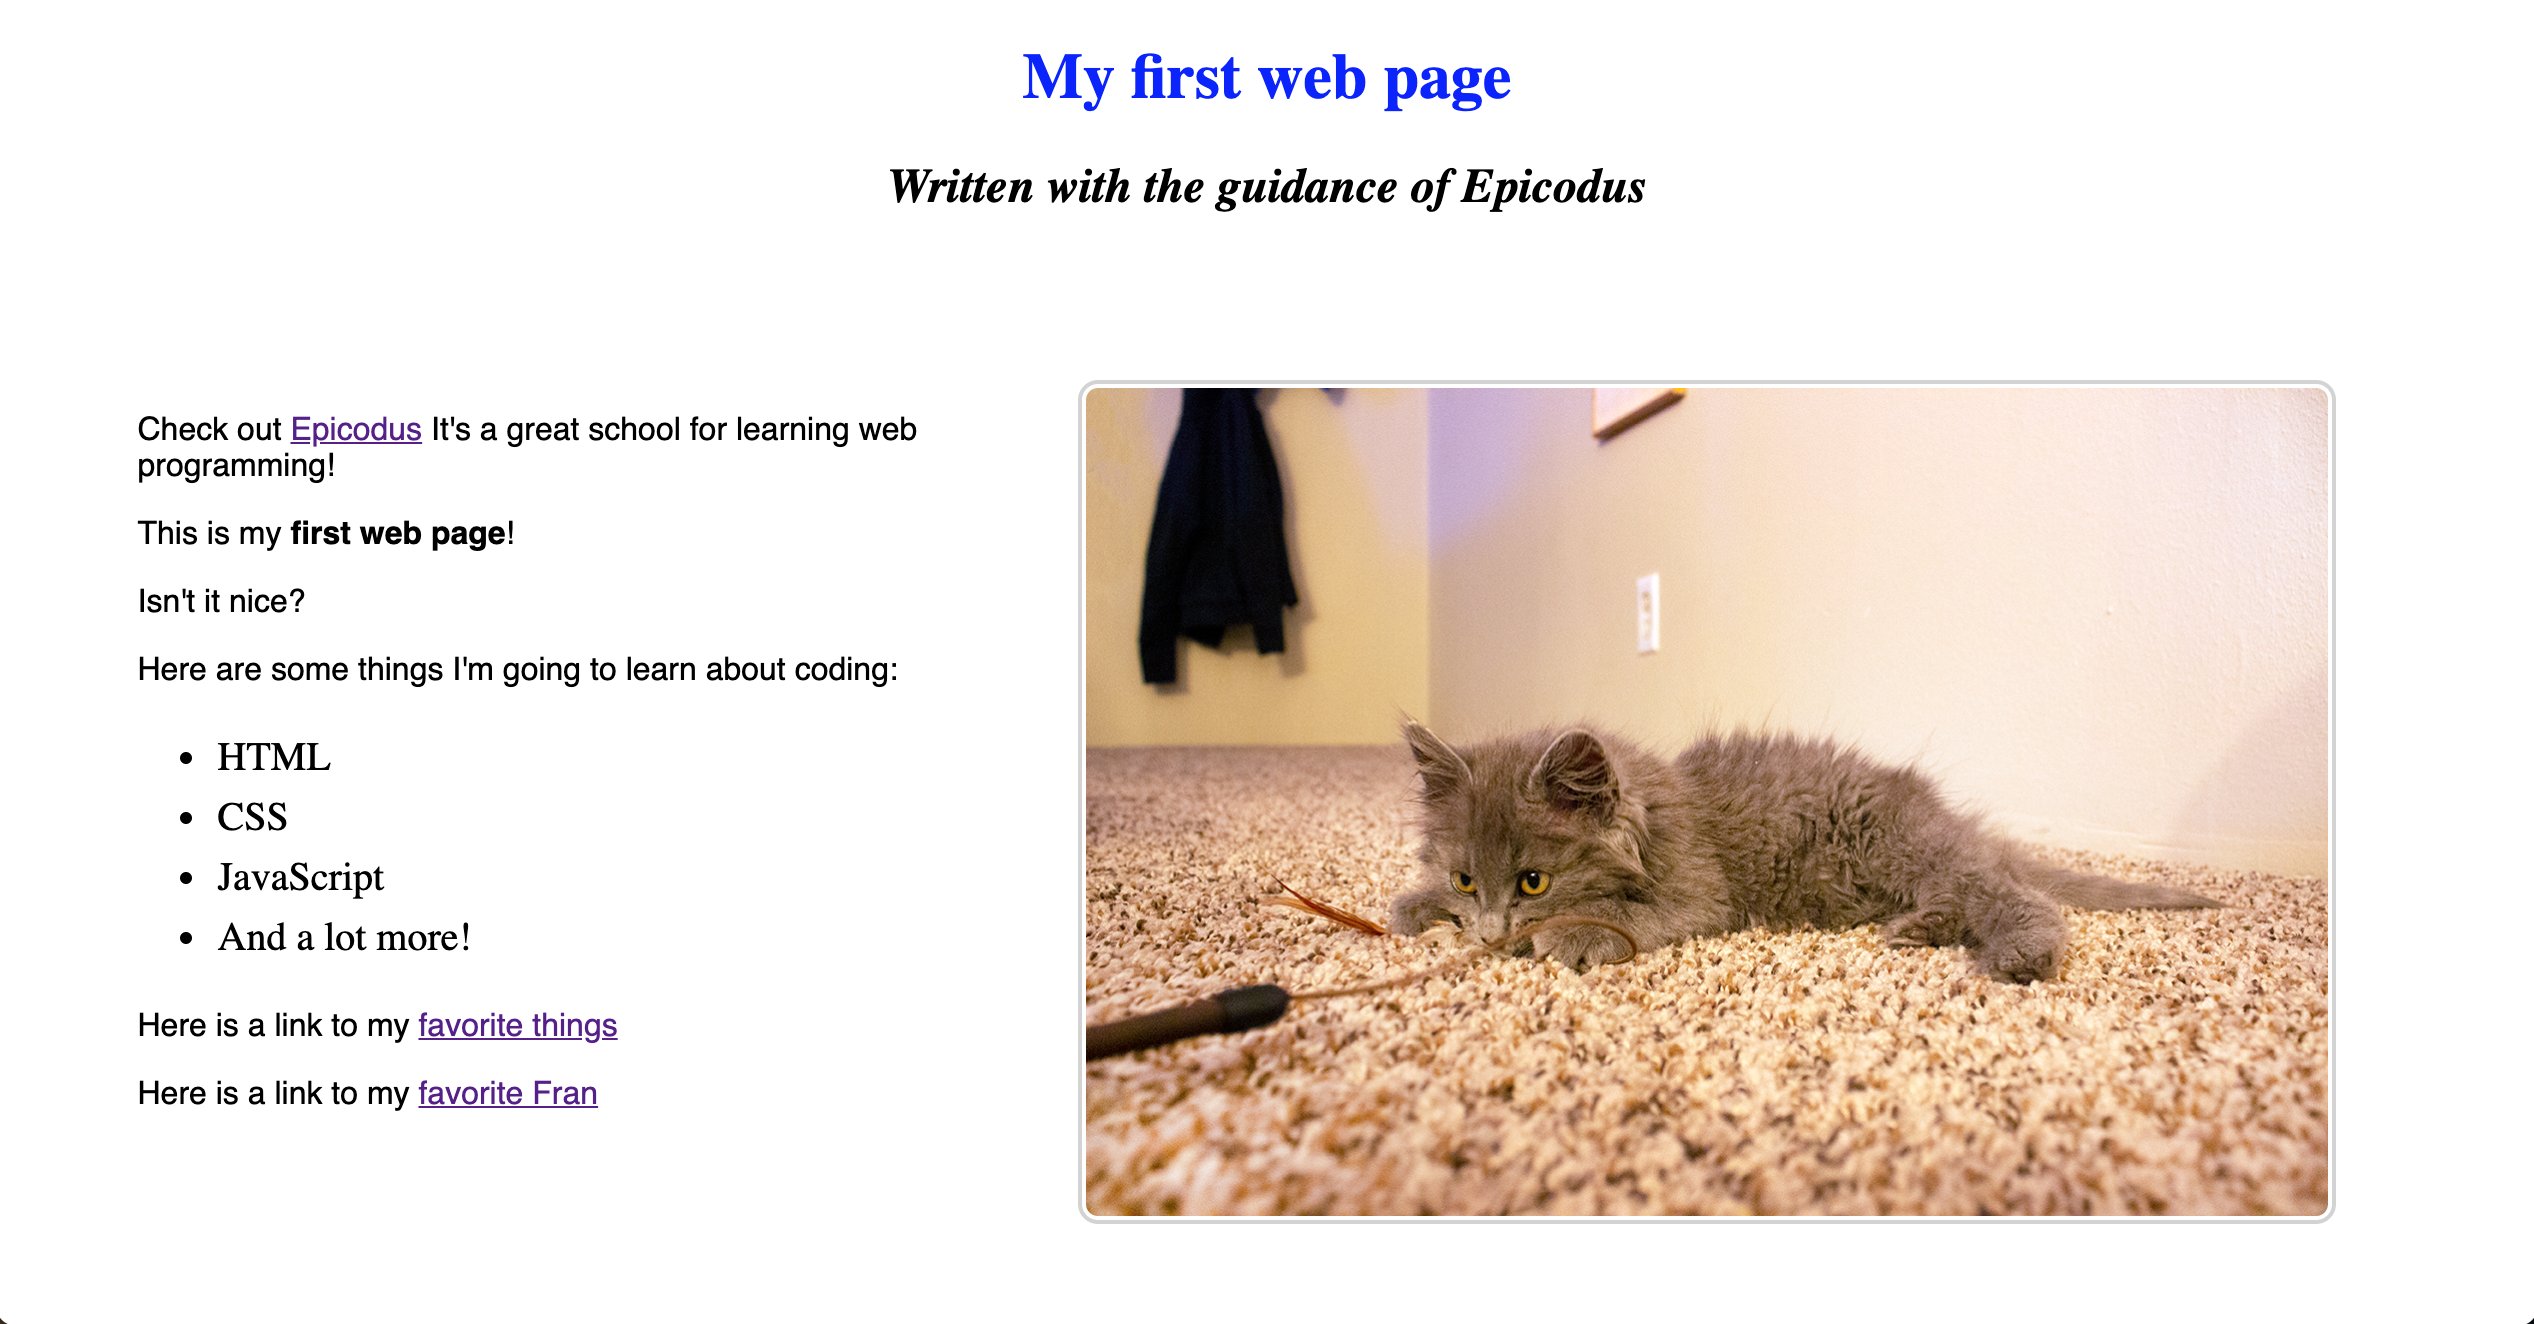 My first web page
Written with the guidance of Epicodus
Check out Epicodus It's a great school for learning web
programming!
This is my first web page!
Isn't it nice?
Here are some things I'm going to learn about coding:
• HTML
• CSS
• JavaScript
• And a lot more!
Here is a link to my favorite things
Here is a link to my favorite Fran